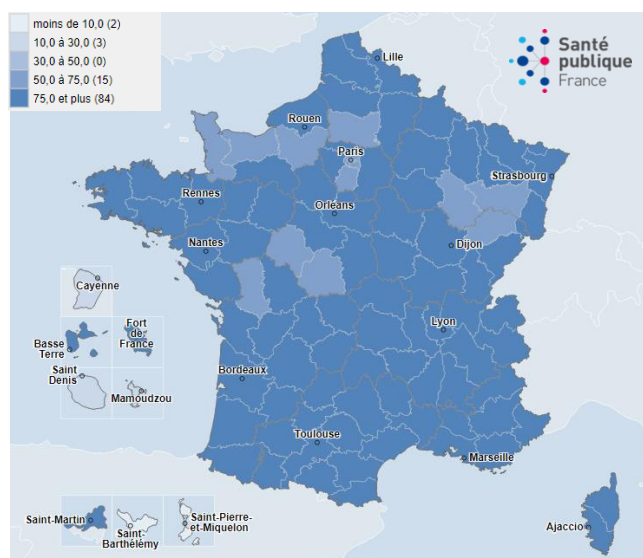 moins de 10,0 (2)
10,0 à 30,0 (3)
30,0 à 50,0 (0)
50,0 à 75,0 (15)
75,0 et plus (84)
Santé
publique
France
Lille
Rouen
Paris
Strasbourg
Rennes
Orléans
Nantes
Dijon
Cayenne
Fort
de
France
Basse
Terre
Lyon
Saint
Denis
Mamoudzou
Bordeaux
Toulouse
Marseille
Saint-Martin
Saint-
Barthélémy
Saint-Pierre-
et-Miquelon
Ajaccio